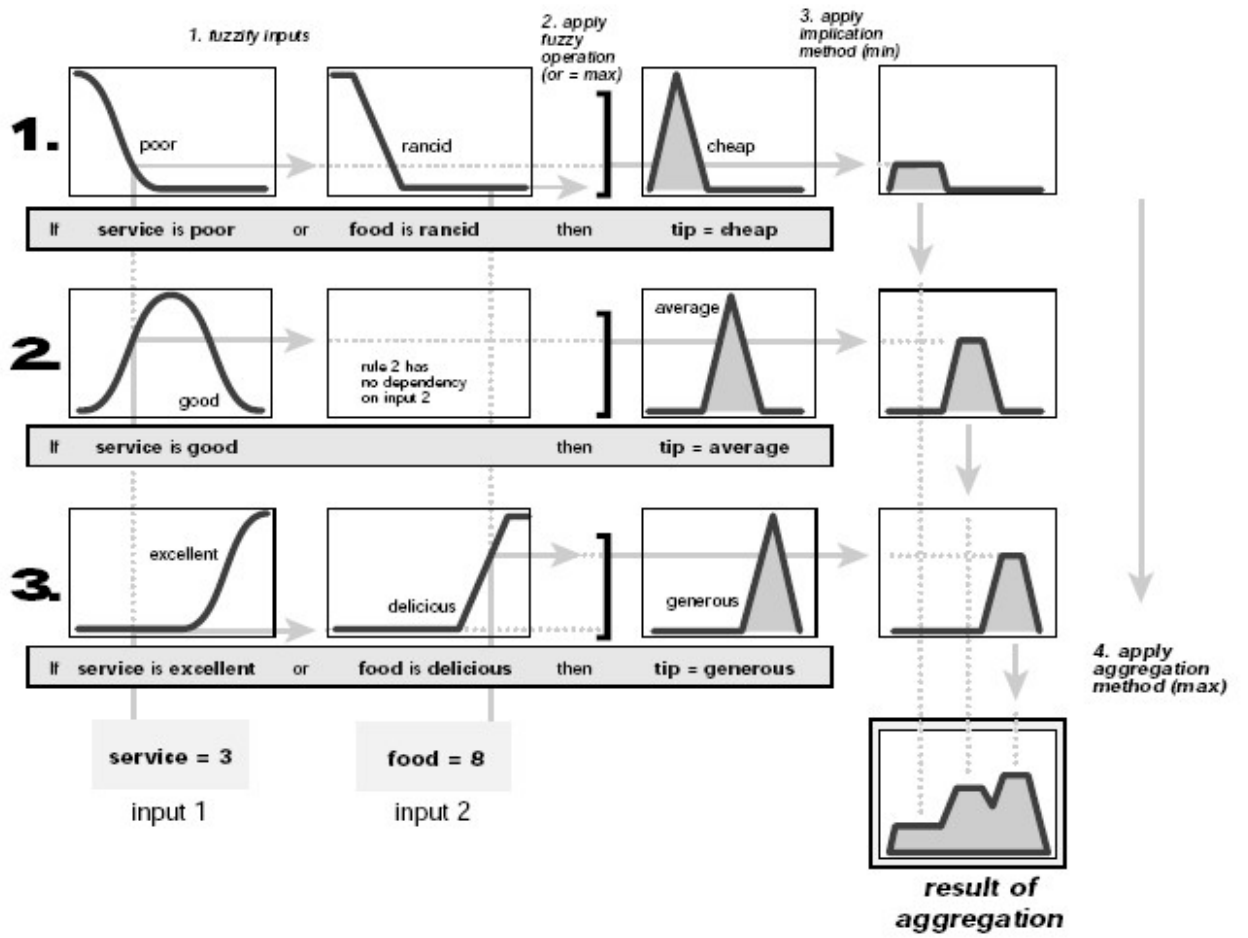 1. fuzzify inputs
2. apply
fuzzy
operation
(or = max)
3. apply
implication
method (min)
1.
poor
rancid
cheap
If service is poor or food is rancid then tip = cheap
2.
good
rule 2 has
no dependency
on input 2
average
If service is good then tip = average
3.
excellent
delicious
generous
If service is excellent or food is delicious then tip = generous
4. apply
aggregation
method (max)
service = 3
food = 8
input 1
input 2
result of
aggregation